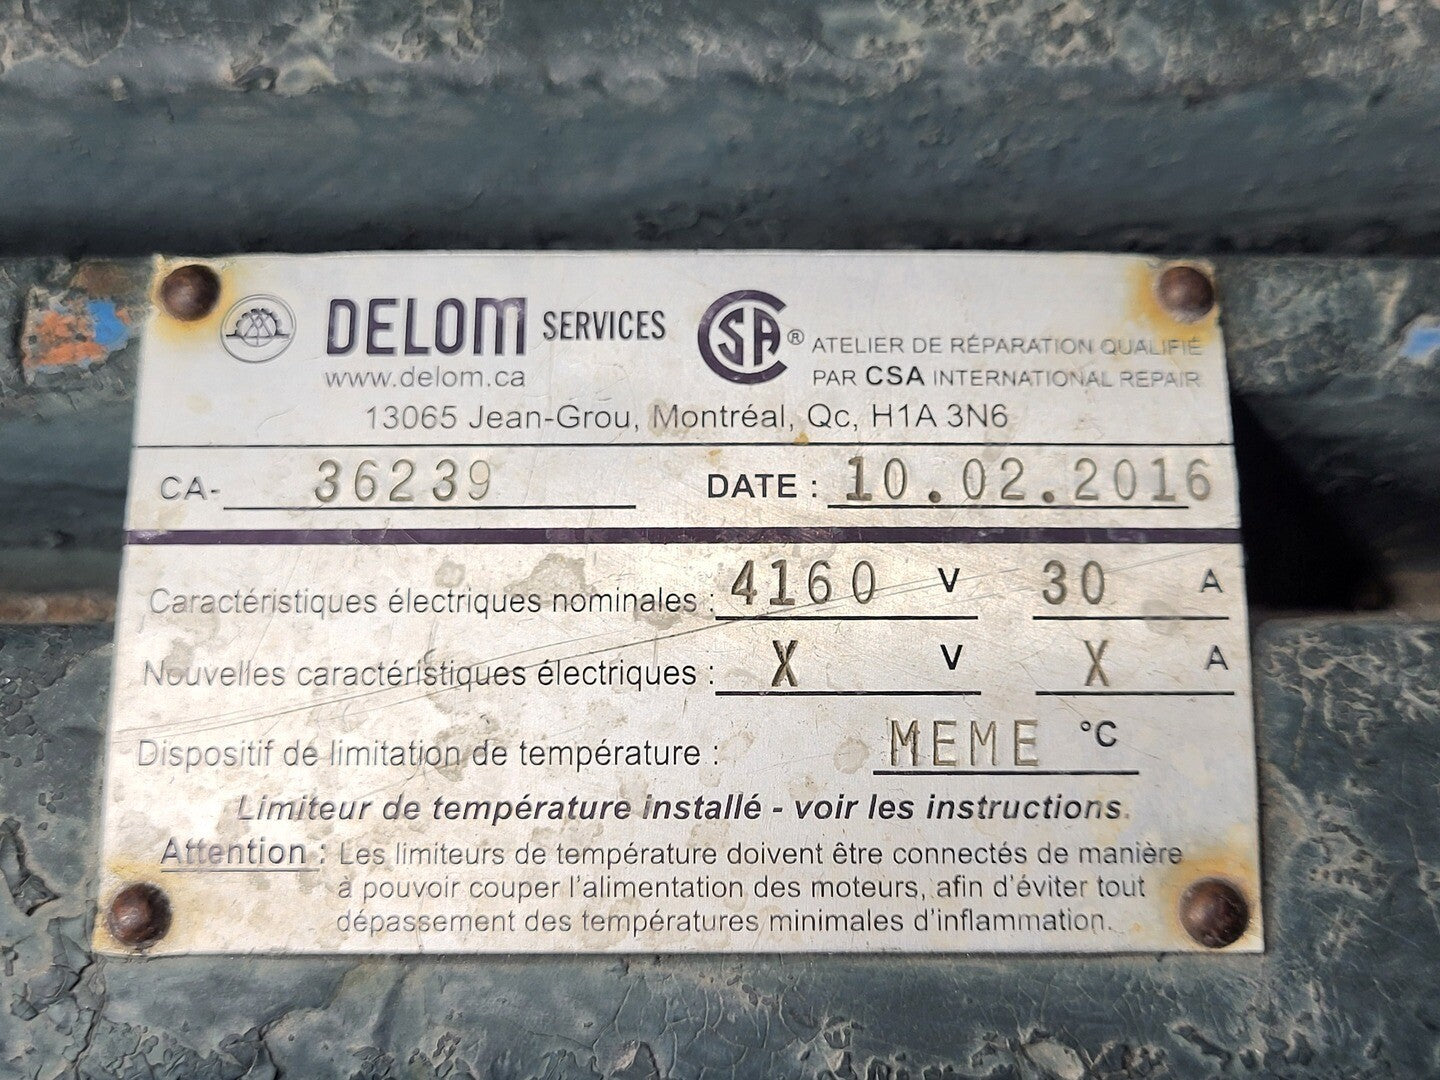 DELOM SERVICES
www.delom.ca
CSA® ATELIER DE RÉPARATION QUALIFIÉ
PAR CSA INTERNATIONAL REPAIR
13065 Jean-Grou, Montréal, Qc, H1A 3N6
CA- 36239 DATE : 10.02.2016
Caractéristiques électriques nominales : 4160 V 30 A
Nouvelles caractéristiques électriques : X V X A
Dispositif de limitation de température : MEME °C
Limiteur de température installé - voir les instructions.
Attention : Les limiteurs de température doivent être connectés de manière
à pouvoir couper l'alimentation des moteurs, afin d'éviter tout
dépassement des températures minimales d'inflammation.